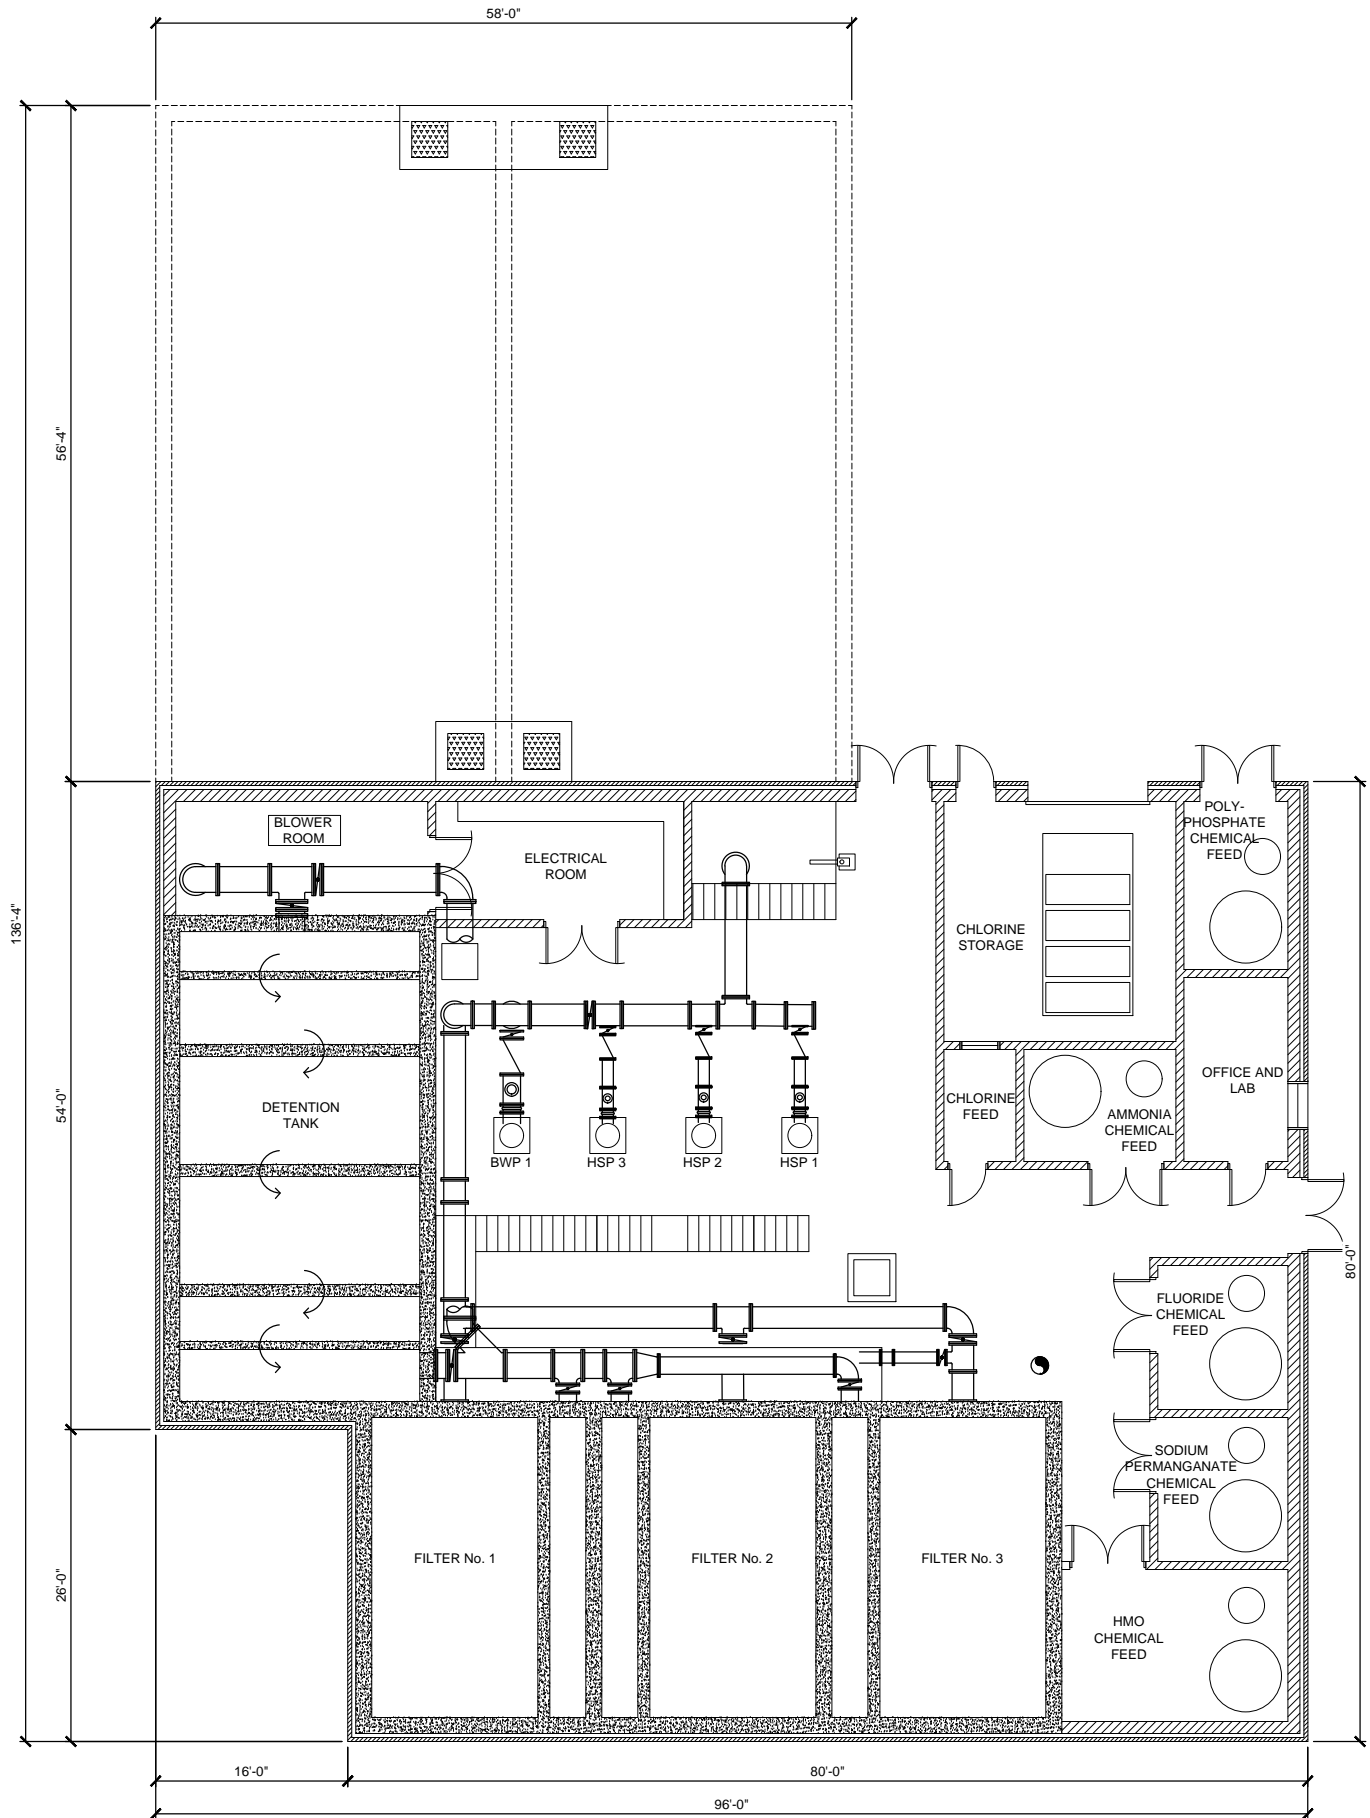 58'-0"
136'-4"
56'-4"
BLOWER
ROOM
ELECTRICAL
ROOM
POLY-
PHOSPHATE
CHEMICAL
FEED
CHLORINE
STORAGE
54'-0"
DETENTION
TANK
CHLORINE
FEED
AMMONIA
CHEMICAL
FEED
OFFICE AND
LAB
BWP 1
HSP 3
HSP 2
HSP 1
80'-0"
FLUORIDE
CHEMICAL
FEED
SODIUM
PERMANGANATE
CHEMICAL
FEED
26'-0"
FILTER No. 1
FILTER No. 2
FILTER No. 3
HMO
CHEMICAL
FEED
16'-0"
80'-0"
96'-0"